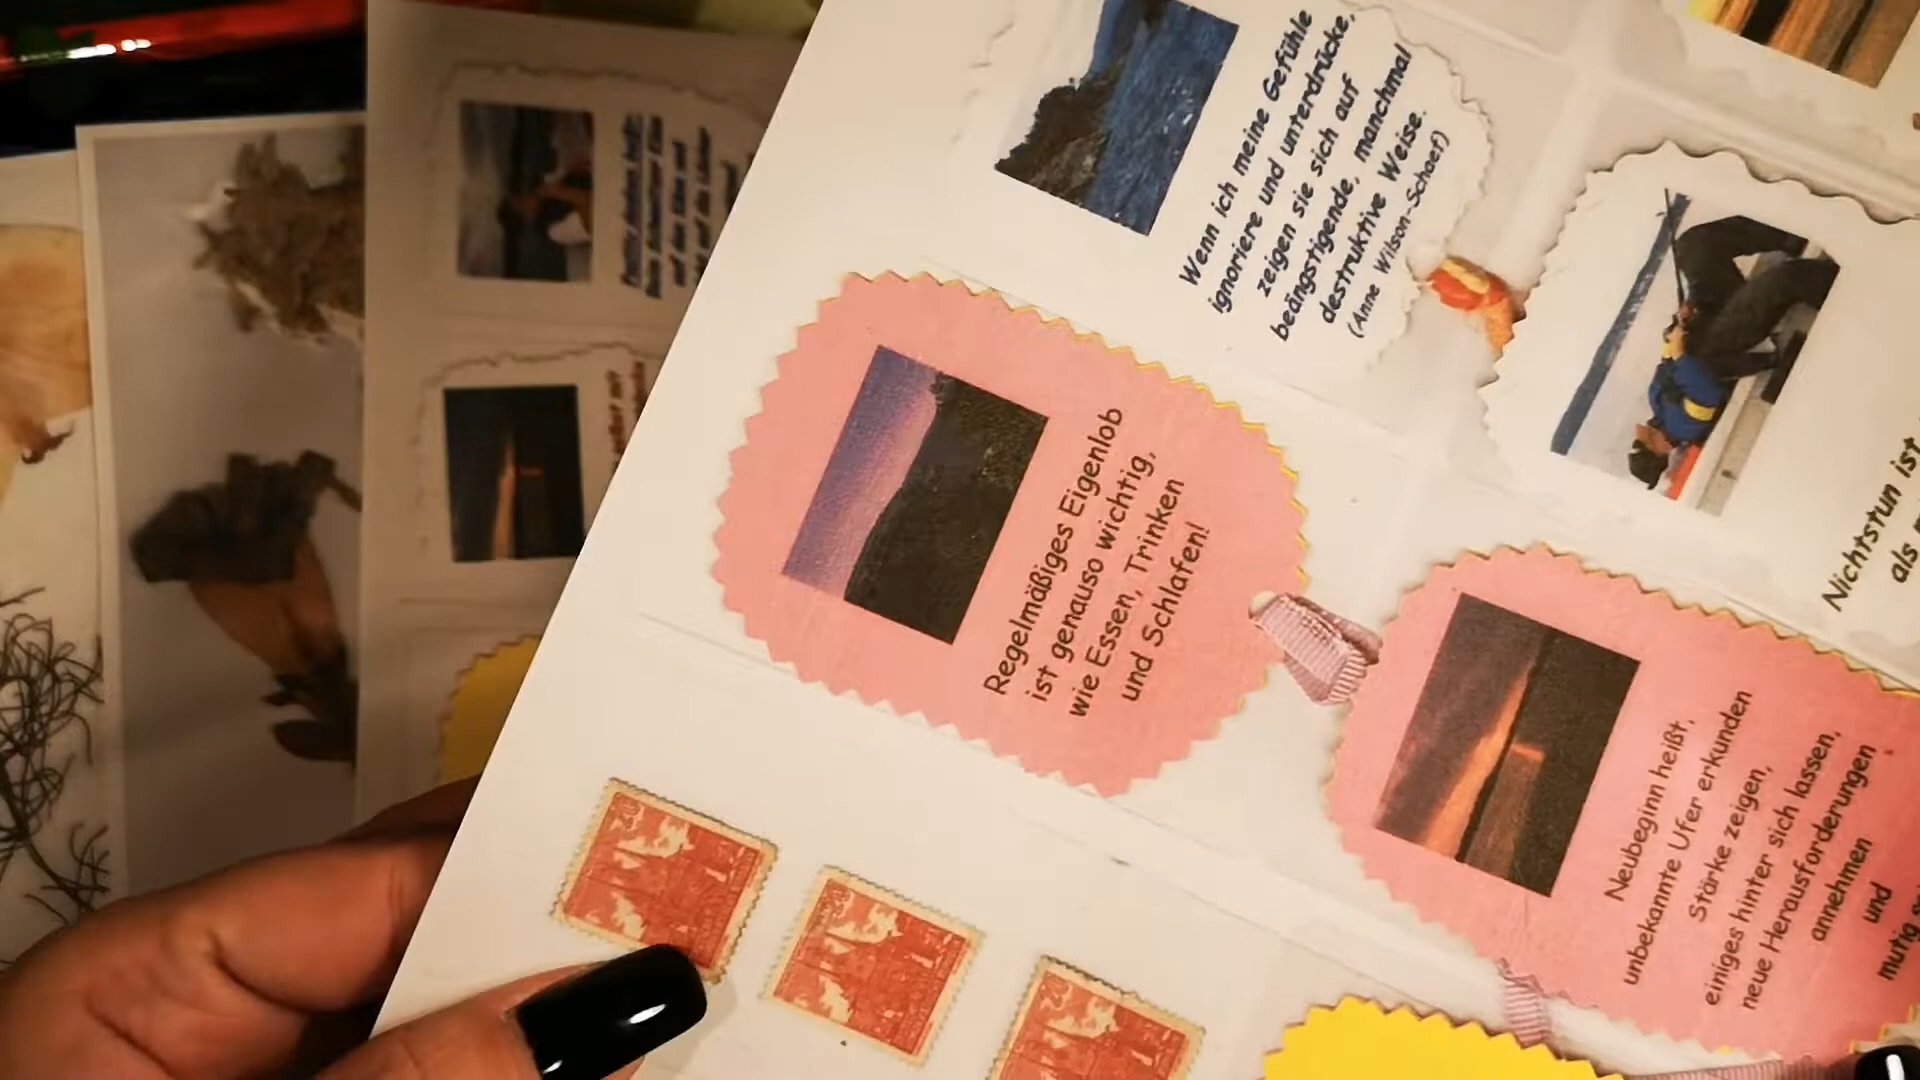 Wenn ich meine Gefühle
ignoriere und unterdrücke,
zeigen sie sich auf
beängstigende, manchmal
destruktive Weise.
(Anne Wilson-Schaef)
Regelmäßiges Eigenlob
ist genauso wichtig,
wie Essen, Trinken
und Schlafen!
Nichtstun ist
als
Neubeginn heißt,
unbekannte Ufer erkunden
Stärke zeigen,
einiges hinter sich lassen,
neue Herausforderungen
annehmen
und
mutig